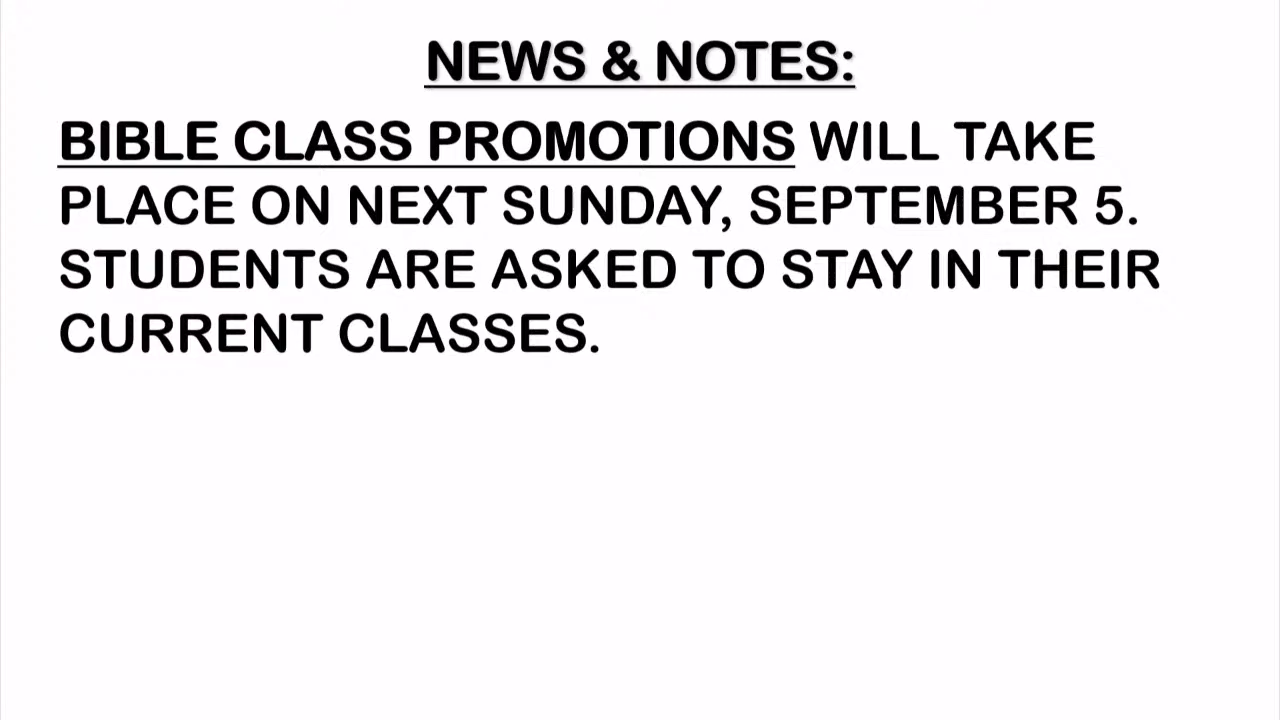 NEWS & NOTES:
BIBLE CLASS PROMOTIONS WILL TAKE
PLACE ON NEXT SUNDAY, SEPTEMBER 5.
STUDENTS ARE ASKED TO STAY IN THEIR
CURRENT CLASSES.